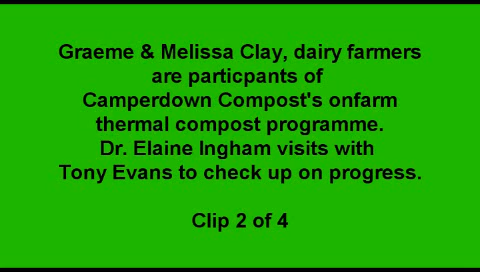 Graeme & Melissa Clay, dairy farmers
are particpants of
Camperdown Compost's onfarm
thermal compost programme.
Dr. Elaine Ingham visits with
Tony Evans to check up on progress.
Clip 2 of 4